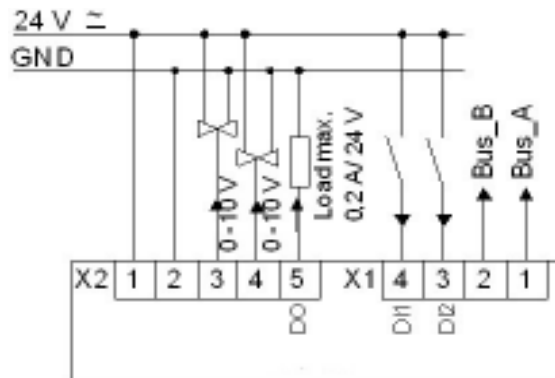 24 V ⎓
GND
0-10 V
0-10 V
Load max.
0,2 A/ 24 V
Bus_B
Bus_A
X2 1 2 3 4 5 X1 4 3 2 1
DO DI1 DI2